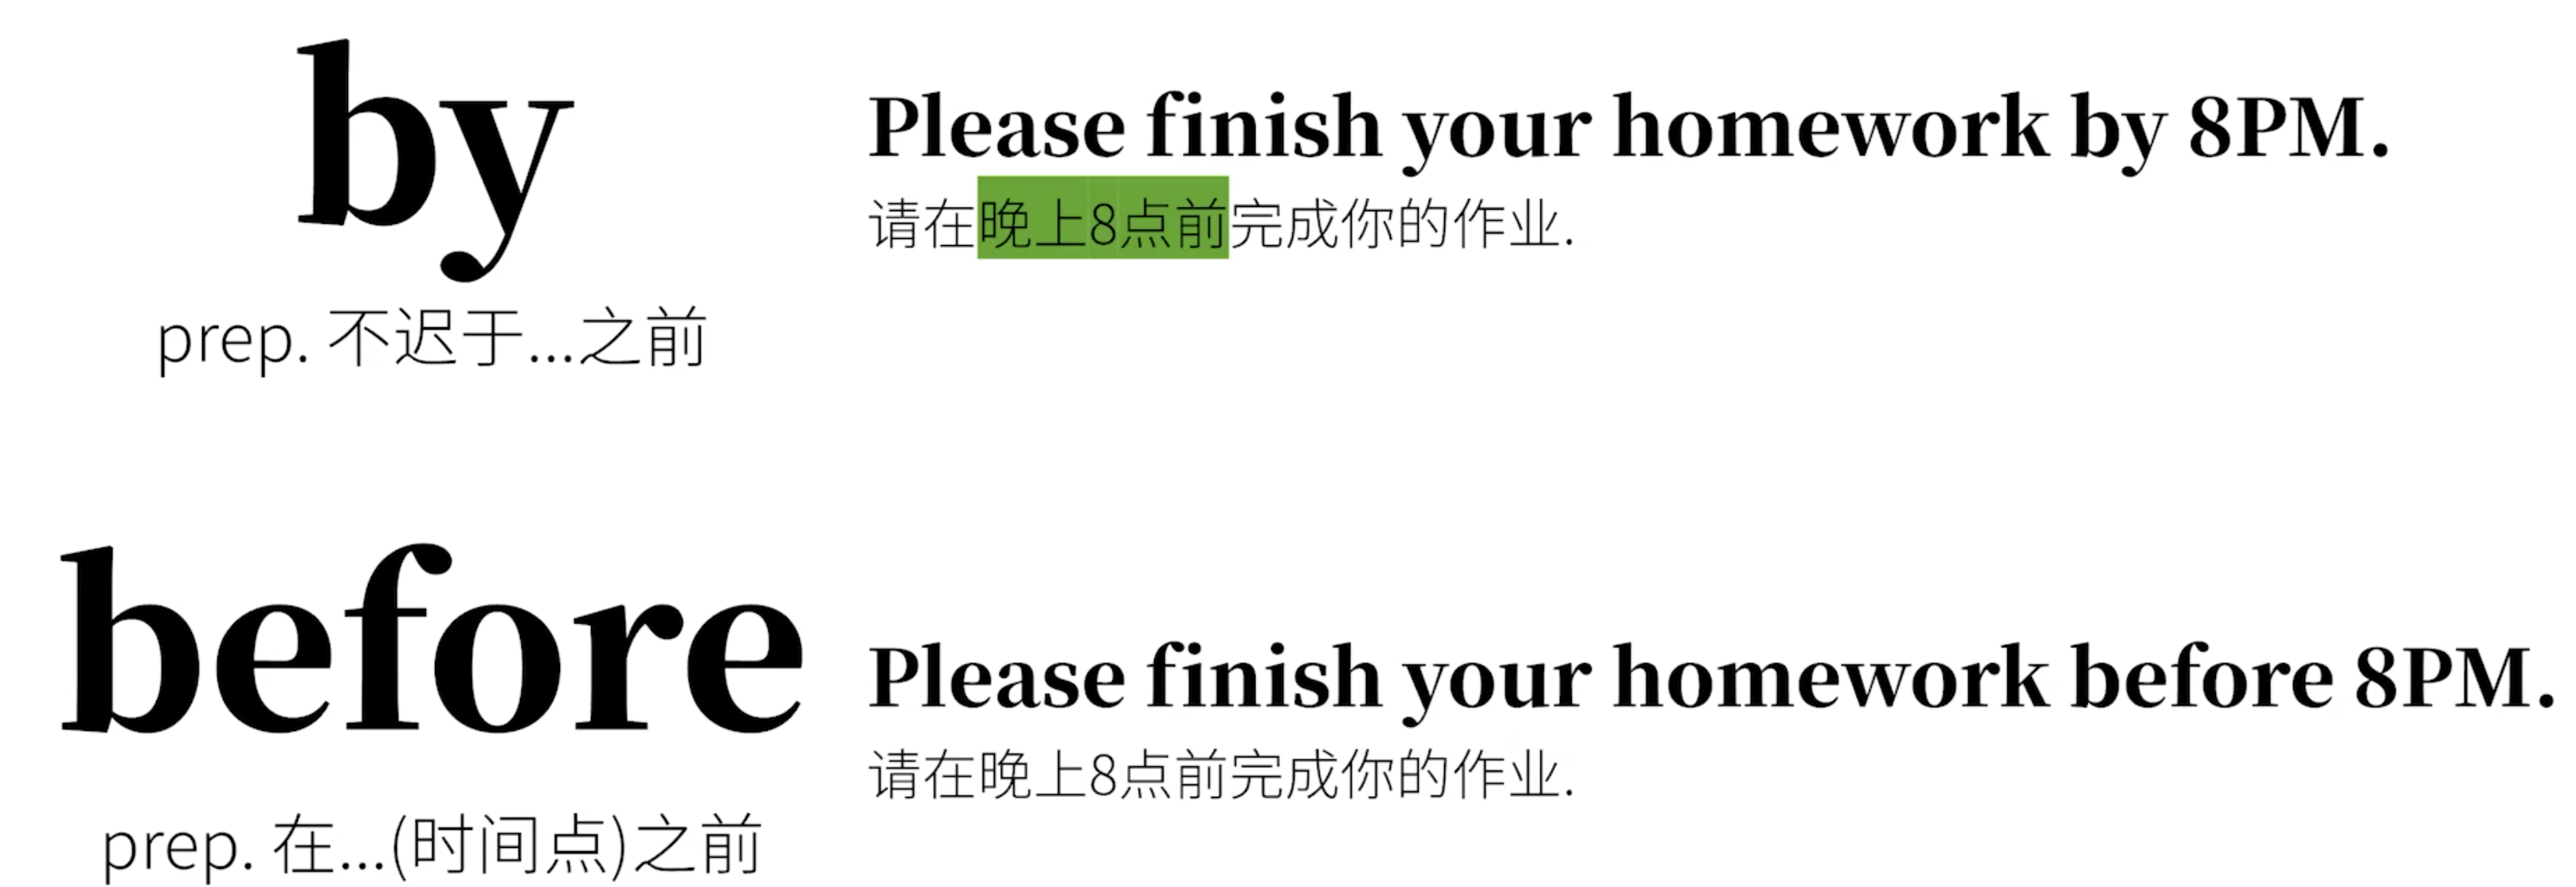 by
prep. 不迟于...之前
Please finish your homework by 8PM.
请在晚上8点前完成你的作业.
before
prep. 在...(时间点)之前
Please finish your homework before 8PM.
请在晚上8点前完成你的作业.